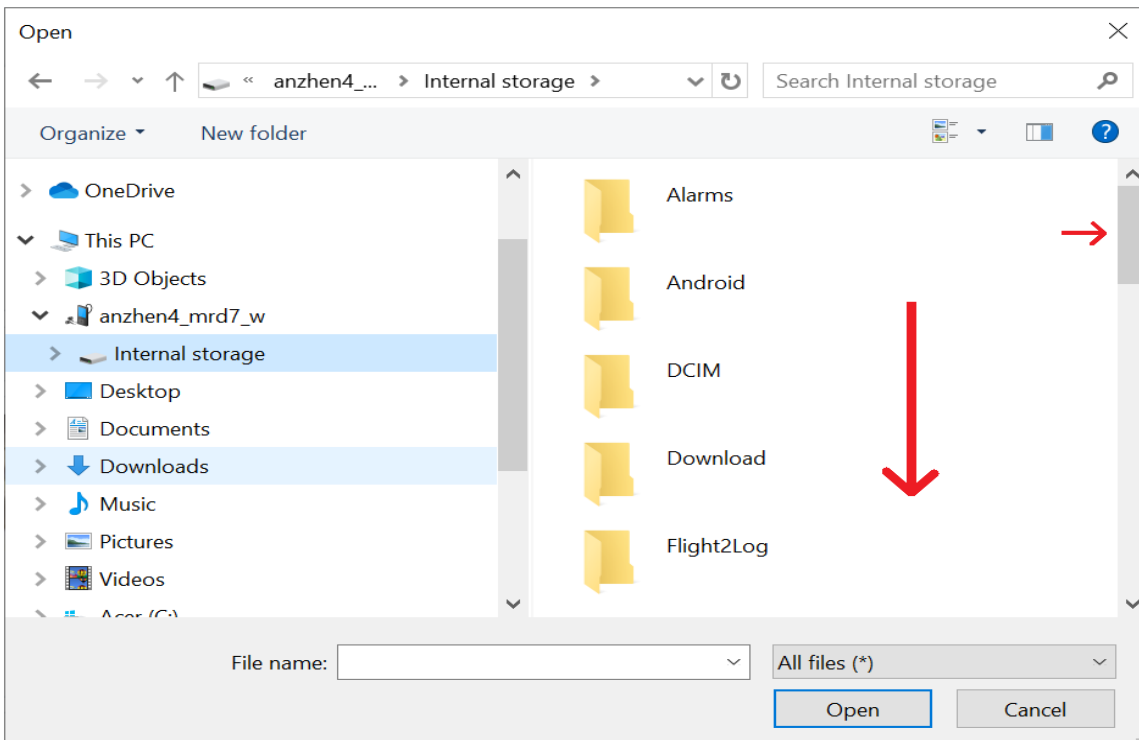 Open
« anzhen4_... > Internal storage >
Search Internal storage
Organize
New folder
?
OneDrive
This PC
3D Objects
anzhen4_mrd7_w
Internal storage
Desktop
Documents
Downloads
Music
Pictures
Videos
Acer (C:)
Alarms
Android
DCIM
Download
Flight2Log
File name:
All files (*)
Open
Cancel